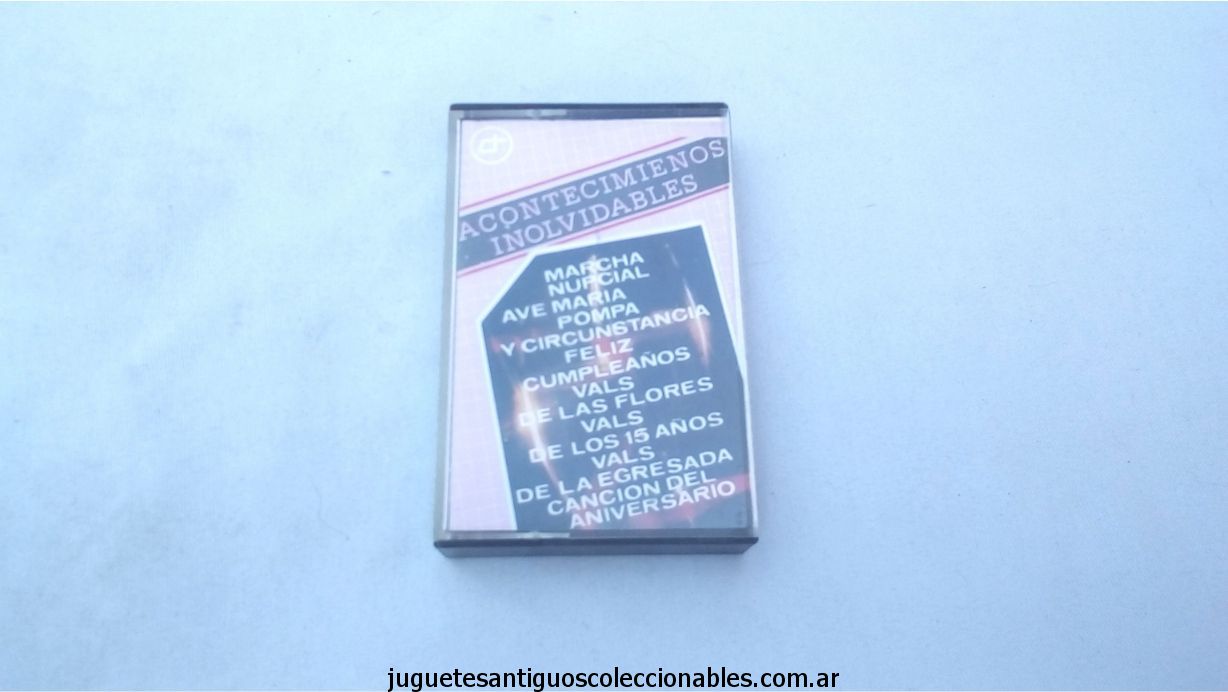 ACONTECIMIENOS
INOLVIDABLES
MARCHA
NUPCIAL
AVE MARIA
POMPA
Y CIRCUNSTANCIA
FELIZ
CUMPLEAÑOS
VALS
DE LAS FLORES
VALS
DE LOS 15 AÑOS
VALS
DE LA EGRESADA
CANCION DEL
ANIVERSARIO
juguetesantiguoscoleccionables.com.ar